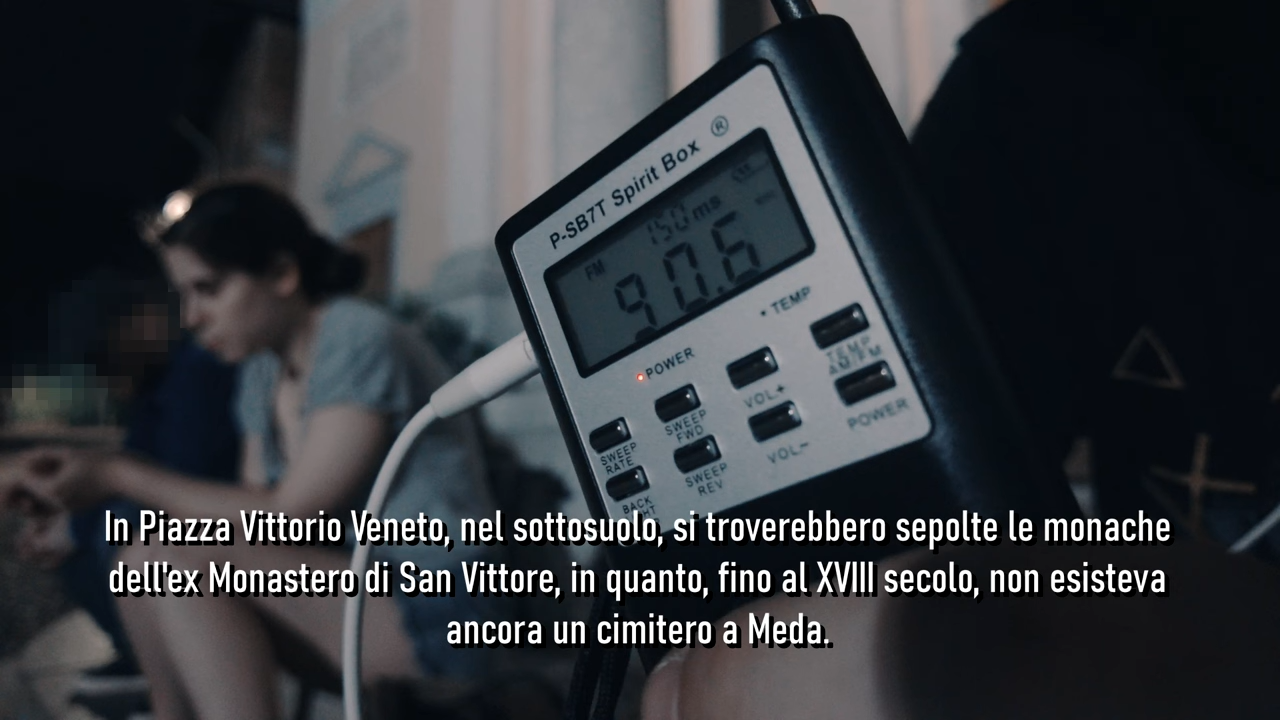 P-SB7T Spirit Box ®
150 ms
FM
90.6
TEMP
POWER
TEMP
AM/FM
VOL+
SWEEP
FWD
POWER
SWEEP
RATE
VOL-
SWEEP
REV
BACK
In Piazza Vittorio Veneto, nel sottosuolo, si troverebbero sepolte le monache
dell'ex Monastero di San Vittore, in quanto, fino al XVIII secolo, non esisteva
ancora un cimitero a Meda.